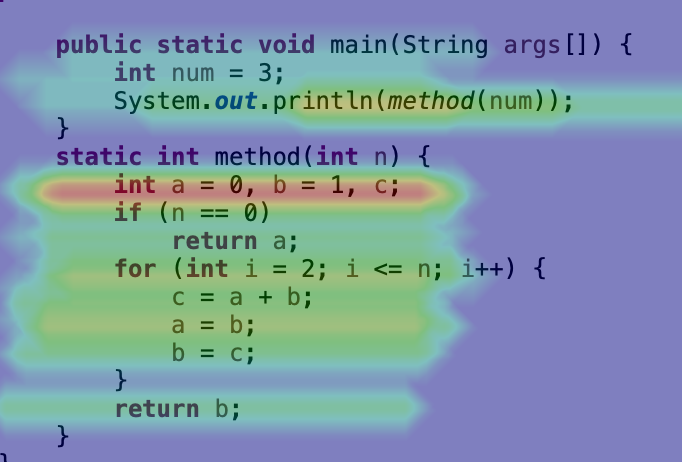 public static void main(String args[]) {
int num = 3;
System.out.println(method(num));
}
static int method(int n) {
int a = 0, b = 1, c;
if (n == 0)
return a;
for (int i = 2; i <= n; i++) {
c = a + b;
a = b;
b = c;
}
return b;
}
}